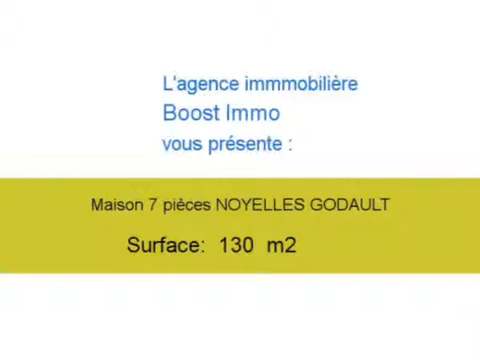 L'agence immmobilière
Boost Immo
vous présente :
Maison 7 pièces NOYELLES GODAULT
Surface: 130 m2